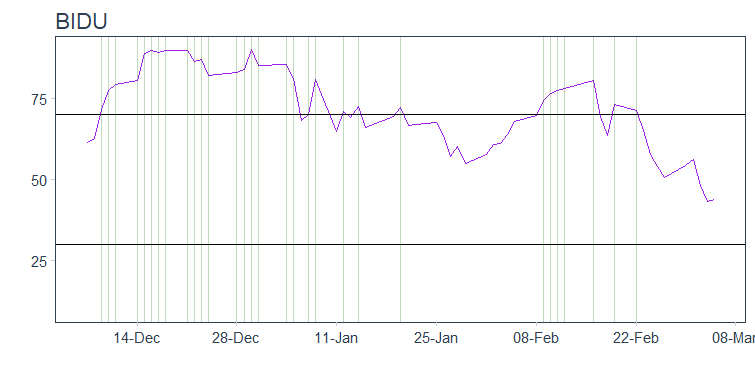 BIDU
75
50
25
14-Dec
28-Dec
11-Jan
25-Jan
08-Feb
22-Feb
08-Mar